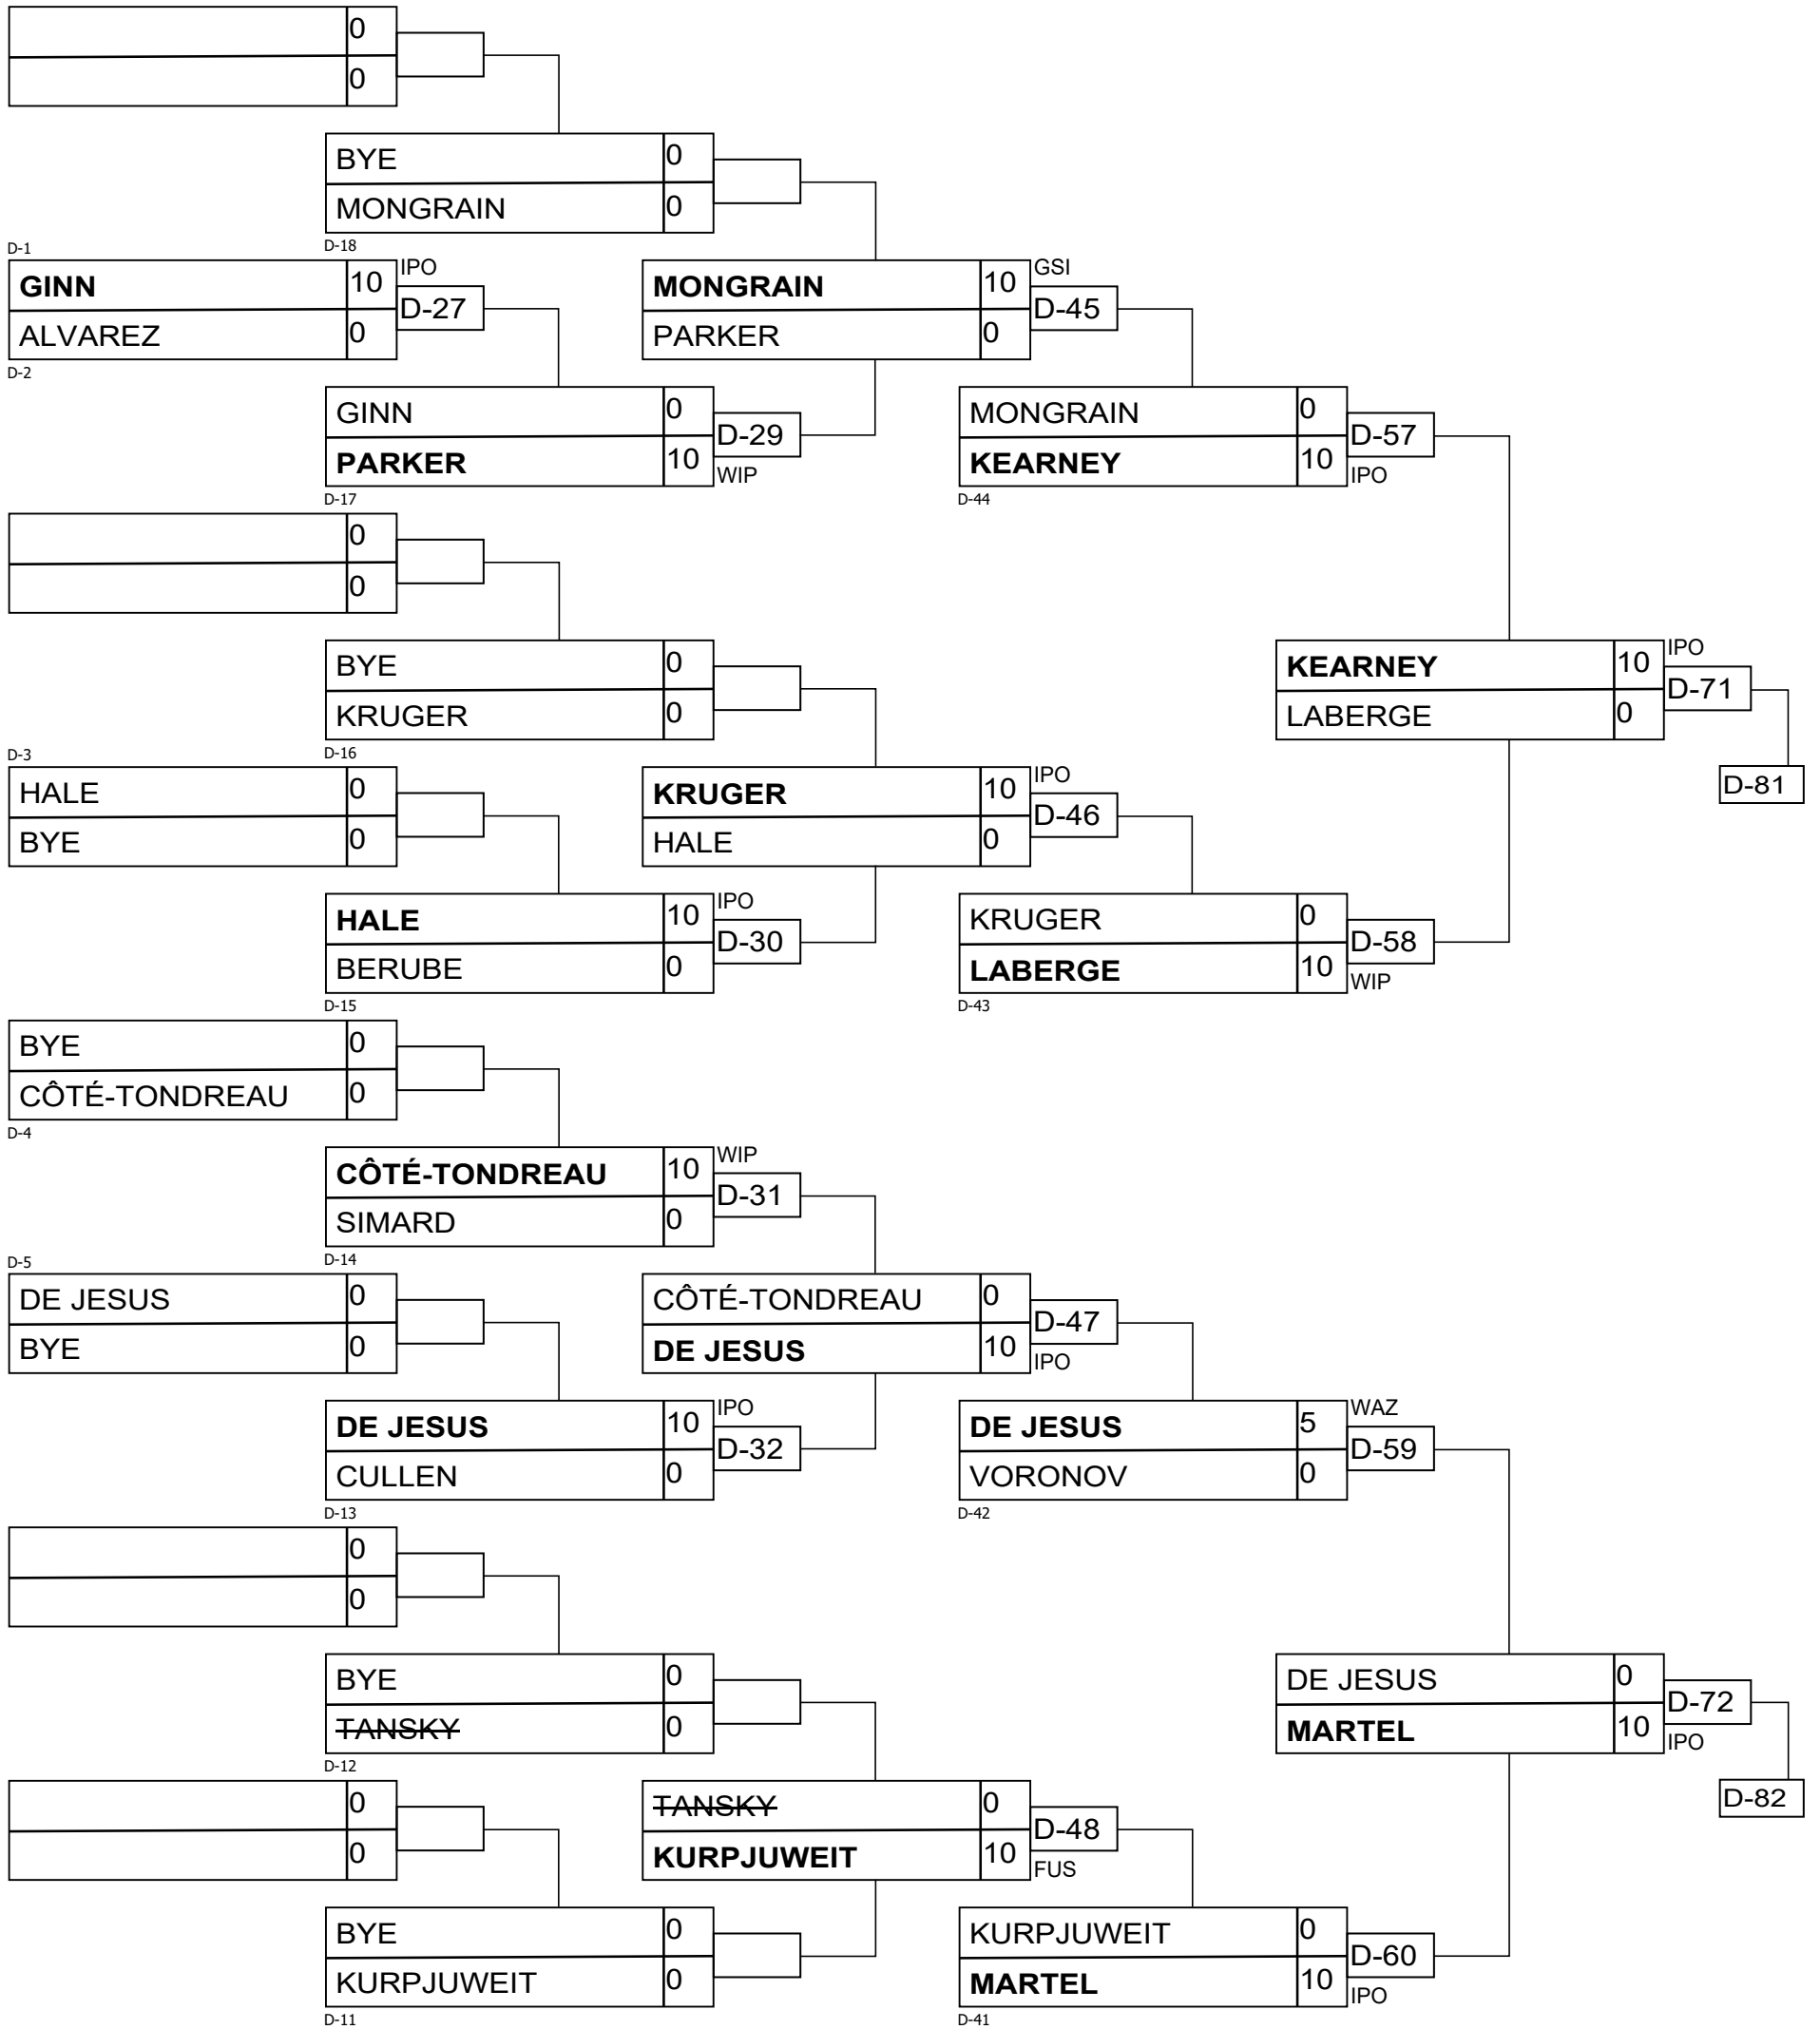 0
0
BYE 0
MONGRAIN 0
D-1
D-18
GINN 10 IPO
D-27
ALVAREZ 0
D-2
MONGRAIN 10 GSI
D-45
PARKER 0
GINN 0
D-29
PARKER 10 WIP
D-17
MONGRAIN 0
D-57
KEARNEY 10 IPO
D-44
0
0
BYE 0
KRUGER 0
D-16
KEARNEY 10 IPO
D-71
LABERGE 0
D-81
D-3
HALE 0
BYE 0
KRUGER 10 IPO
D-46
HALE 0
HALE 10 IPO
D-30
BERUBE 0
D-15
KRUGER 0
D-58
LABERGE 10 WIP
D-43
BYE 0
CÔTÉ-TONDREAU 0
D-4
CÔTÉ-TONDREAU 10 WIP
D-31
SIMARD 0
D-14
D-5
DE JESUS 0
BYE 0
CÔTÉ-TONDREAU 0
D-47
DE JESUS 10 IPO
DE JESUS 10 IPO
D-32
CULLEN 0
D-13
DE JESUS 5 WAZ
D-59
VORONOV 0
D-42
0
0
BYE 0
TANSKY 0
D-12
DE JESUS 0
D-72
MARTEL 10 IPO
D-82
0
0
TANSKY 0
D-48
KURPJUWEIT 10 FUS
BYE 0
KURPJUWEIT 0
D-11
KURPJUWEIT 0
D-60
MARTEL 10 IPO
D-41